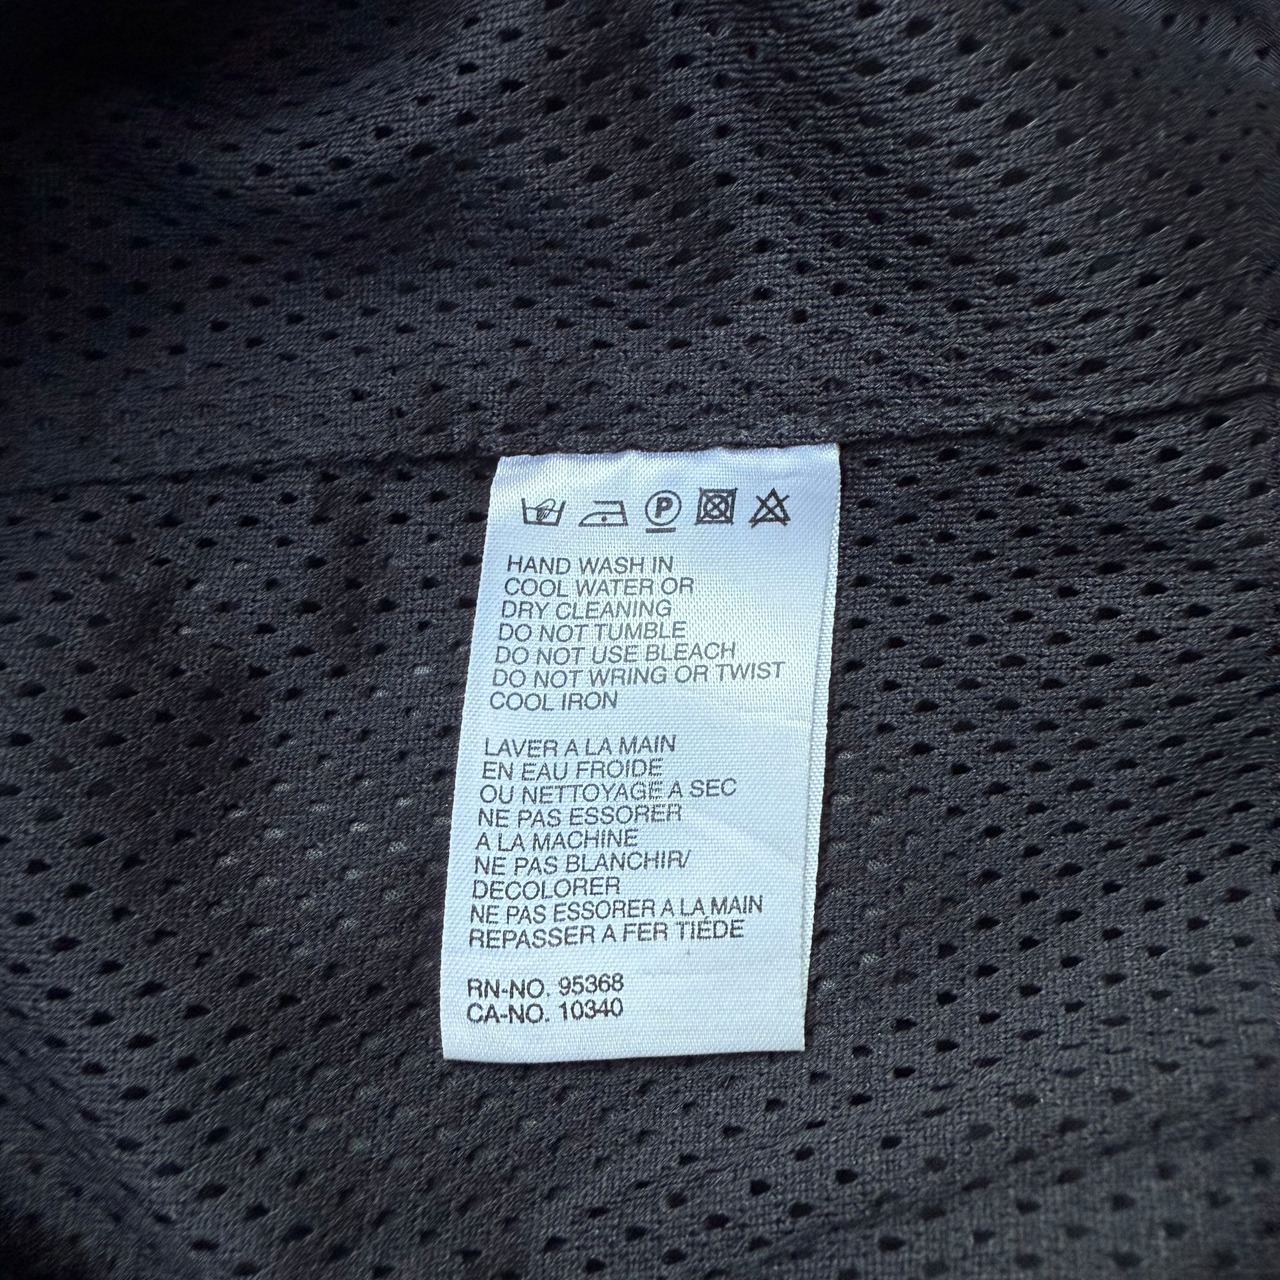 P
HAND WASH IN
COOL WATER OR
DRY CLEANING
DO NOT TUMBLE
DO NOT USE BLEACH
DO NOT WRING OR TWIST
COOL IRON
LAVER A LA MAIN
EN EAU FROIDE
OU NETTOYAGE A SEC
NE PAS ESSORER
A LA MACHINE
NE PAS BLANCHIR/
DECOLORER
NE PAS ESSORER A LA MAIN
REPASSER A FER TIÉDE
RN-NO. 95368
CA-NO. 10340